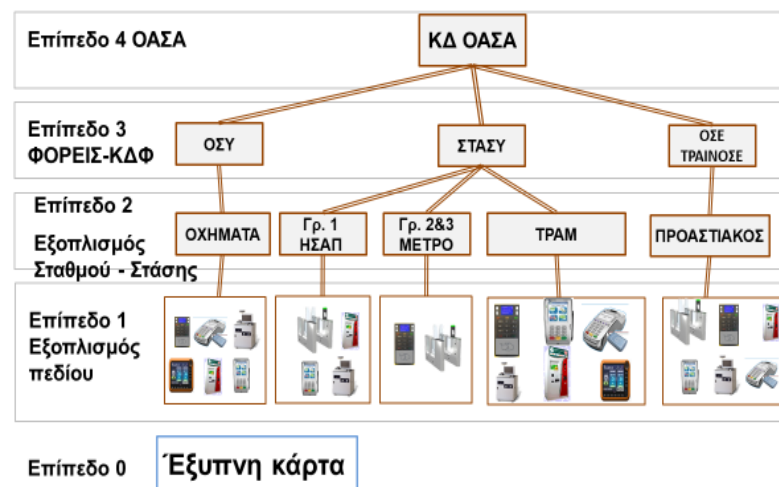 Επίπεδο 4 ΟΑΣΑ
ΚΔ ΟΑΣΑ
Επίπεδο 3
ΦΟΡΕΙΣ-ΚΔΦ
ΟΣΥ
ΣΤΑΣΥ
ΟΣΕ
ΤΡΑΙΝΟΣΕ
Επίπεδο 2
Εξοπλισμός
Σταθμού - Στάσης
ΟΧΗΜΑΤΑ
Γρ. 1
ΗΣΑΠ
Γρ. 2&3
ΜΕΤΡΟ
ΤΡΑΜ
ΠΡΟΑΣΤΙΑΚΟΣ
Επίπεδο 1
Εξοπλισμός
πεδίου
Επίπεδο 0
Έξυπνη κάρτα